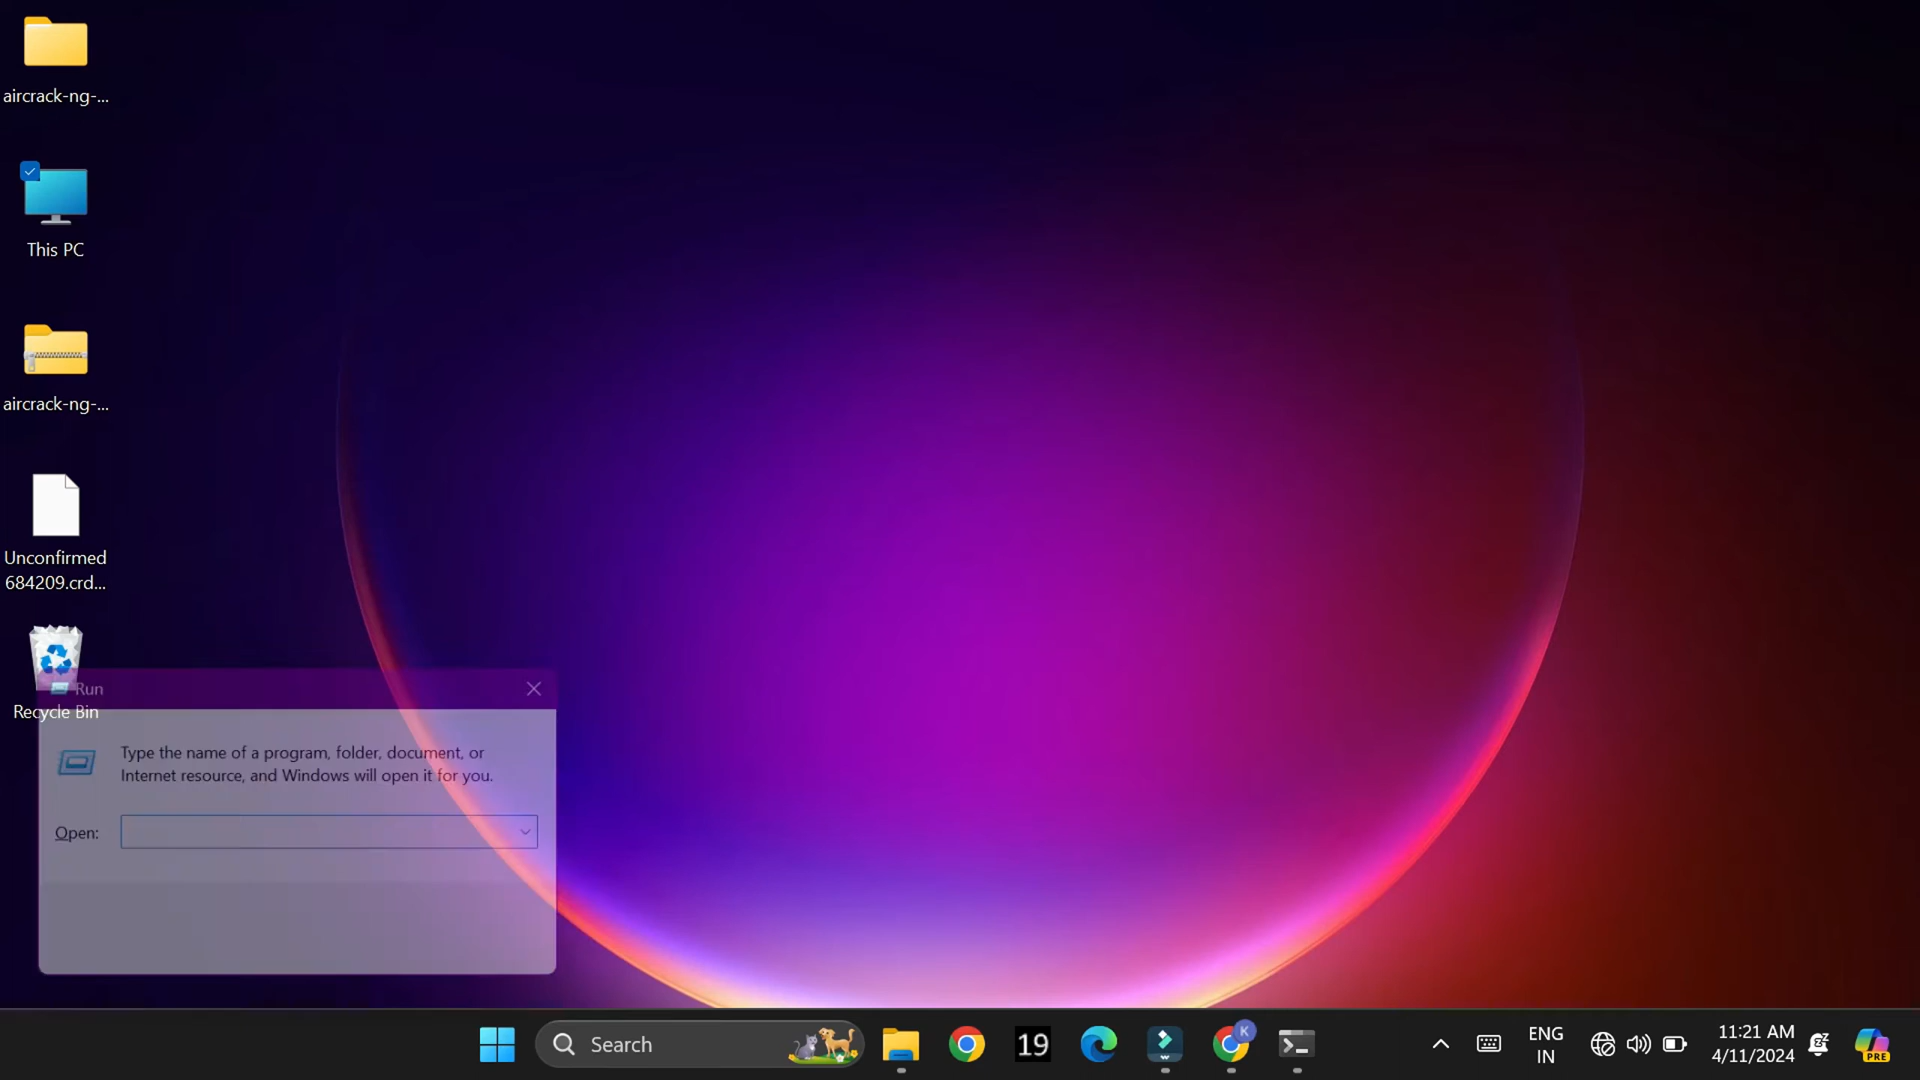 aircrack-ng-...
This PC
aircrack-ng-...
Unconfirmed
684209.crd...
Recycle Bin
Run
Type the name of a program, folder, document, or
Internet resource, and Windows will open it for you.
Open:
Search
19
K
ENG
IN
11:21 AM
4/11/2024
PRE